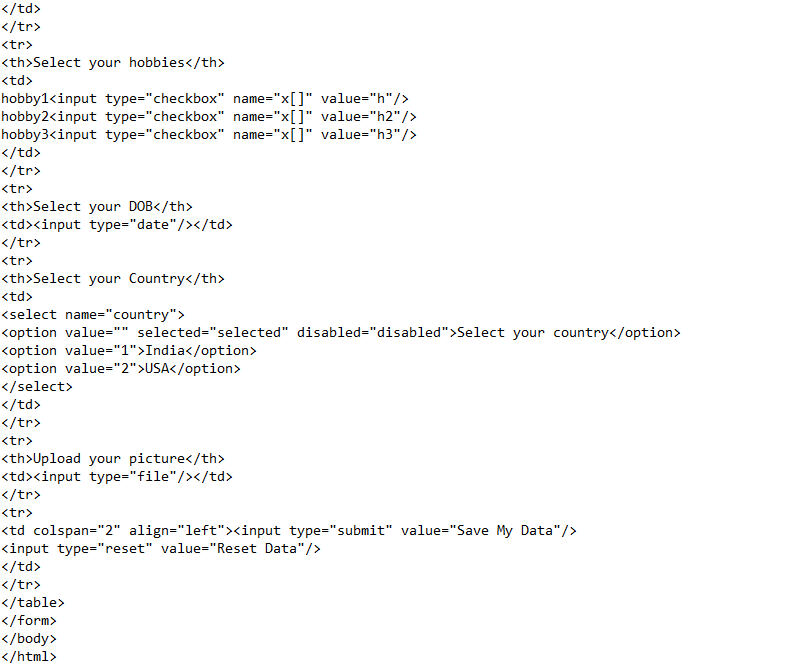 </td>
</tr>
<tr>
<th>Select your hobbies</th>
<td>
hobby1<input type="checkbox" name="x[]" value="h"/>
hobby2<input type="checkbox" name="x[]" value="h2"/>
hobby3<input type="checkbox" name="x[]" value="h3"/>
</td>
</tr>
<tr>
<th>Select your DOB</th>
<td><input type="date"/></td>
</tr>
<tr>
<th>Select your Country</th>
<td>
<select name="country">
<option value="" selected="selected" disabled="disabled">Select your country</option>
<option value="1">India</option>
<option value="2">USA</option>
</select>
</td>
</tr>
<tr>
<th>Upload your picture</th>
<td><input type="file"/></td>
</tr>
<tr>
<td colspan="2" align="left"><input type="submit" value="Save My Data"/>
<input type="reset" value="Reset Data"/>
</td>
</tr>
</table>
</form>
</body>
</html>